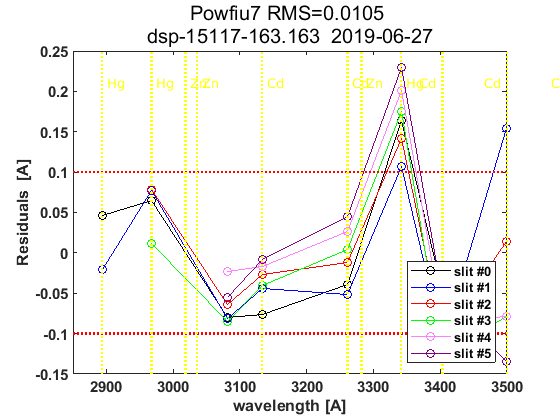 Powfiu7 RMS=0.0105
dsp-15117-163.163  2019-06-27
Residuals [A]
0.25
0.2
0.15
0.1
0.05
0
-0.05
-0.1
-0.15
Hg Hg Zn Zn Cd Cd Zn Hg Cd Cd
slit #0
slit #1
slit #2
slit #3
slit #4
slit #5
2900 3000 3100 3200 3300 3400 3500
wavelength [A]